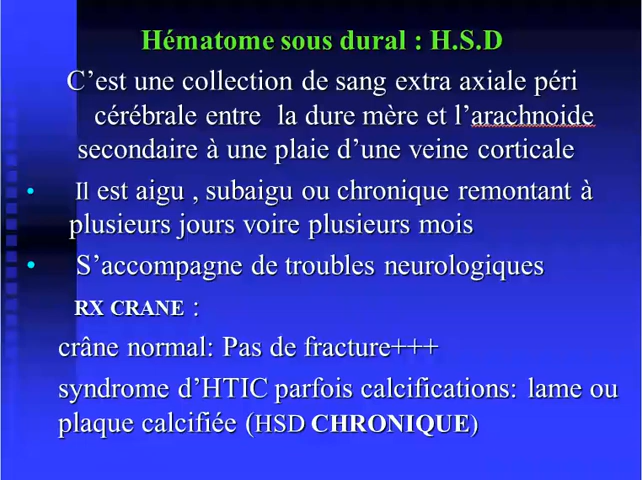 Hématome sous dural : H.S.D
C’est une collection de sang extra axiale péri
cérébrale entre la dure mère et l’arachnoide
secondaire à une plaie d’une veine corticale
• Il est aigu , subaigu ou chronique remontant à
plusieurs jours voire plusieurs mois
• S’accompagne de troubles neurologiques
RX CRANE :
crâne normal: Pas de fracture+++
syndrome d’HTIC parfois calcifications: lame ou
plaque calcifiée (HSD CHRONIQUE)